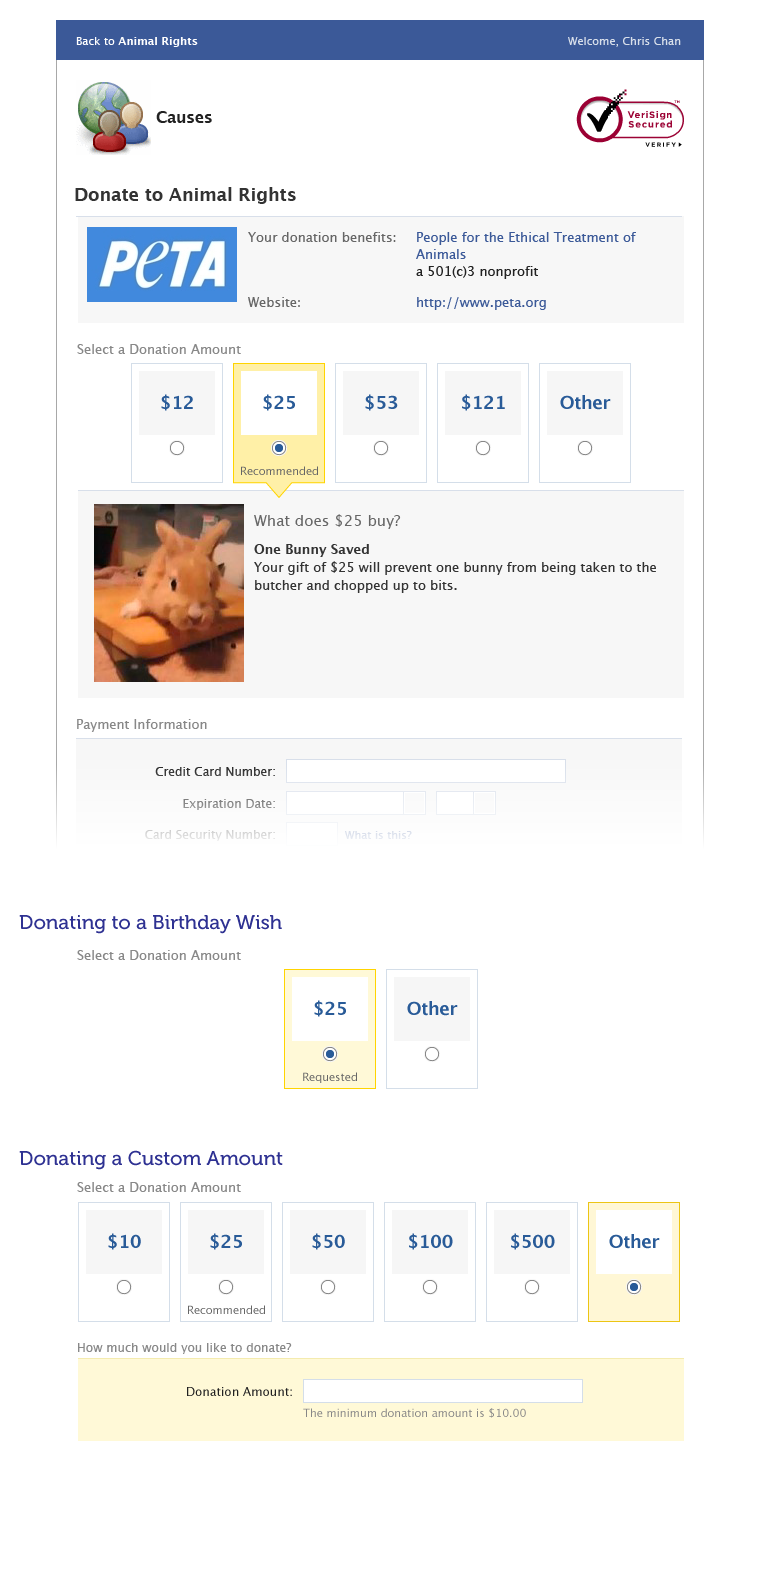 Back to Animal Rights
Welcome, Chris Chan
Causes
VeriSign
Secured
™
VERIFY
Donate to Animal Rights
PeTA
Your donation benefits:
People for the Ethical Treatment of
Animals
a 501(c)3 nonprofit
Website:
http://www.peta.org
Select a Donation Amount
$12
$25
$53
$121
Other
Recommended
What does $25 buy?
One Bunny Saved
Your gift of $25 will prevent one bunny from being taken to the
butcher and chopped up to bits.
Payment Information
Credit Card Number:
Expiration Date:
Card Security Number:
What is this?
Donating to a Birthday Wish
Select a Donation Amount
$25
Other
Requested
Donating a Custom Amount
Select a Donation Amount
$10
$25
$50
$100
$500
Other
Recommended
How much would you like to donate?
Donation Amount:
The minimum donation amount is $10.00